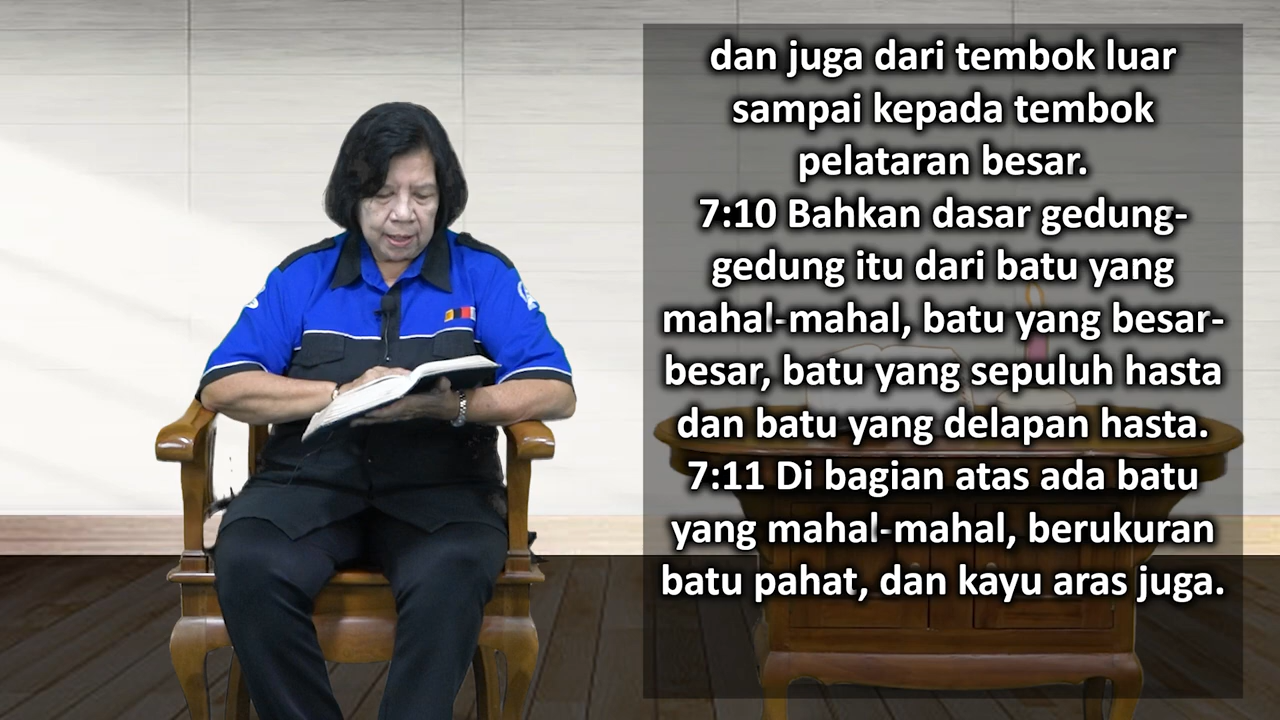 dan juga dari tembok luar
sampai kepada tembok
pelataran besar.
7:10 Bahkan dasar gedung-
gedung itu dari batu yang
mahal-mahal, batu yang besar-
besar, batu yang sepuluh hasta
dan batu yang delapan hasta.
7:11 Di bagian atas ada batu
yang mahal-mahal, berukuran
batu pahat, dan kayu aras juga.